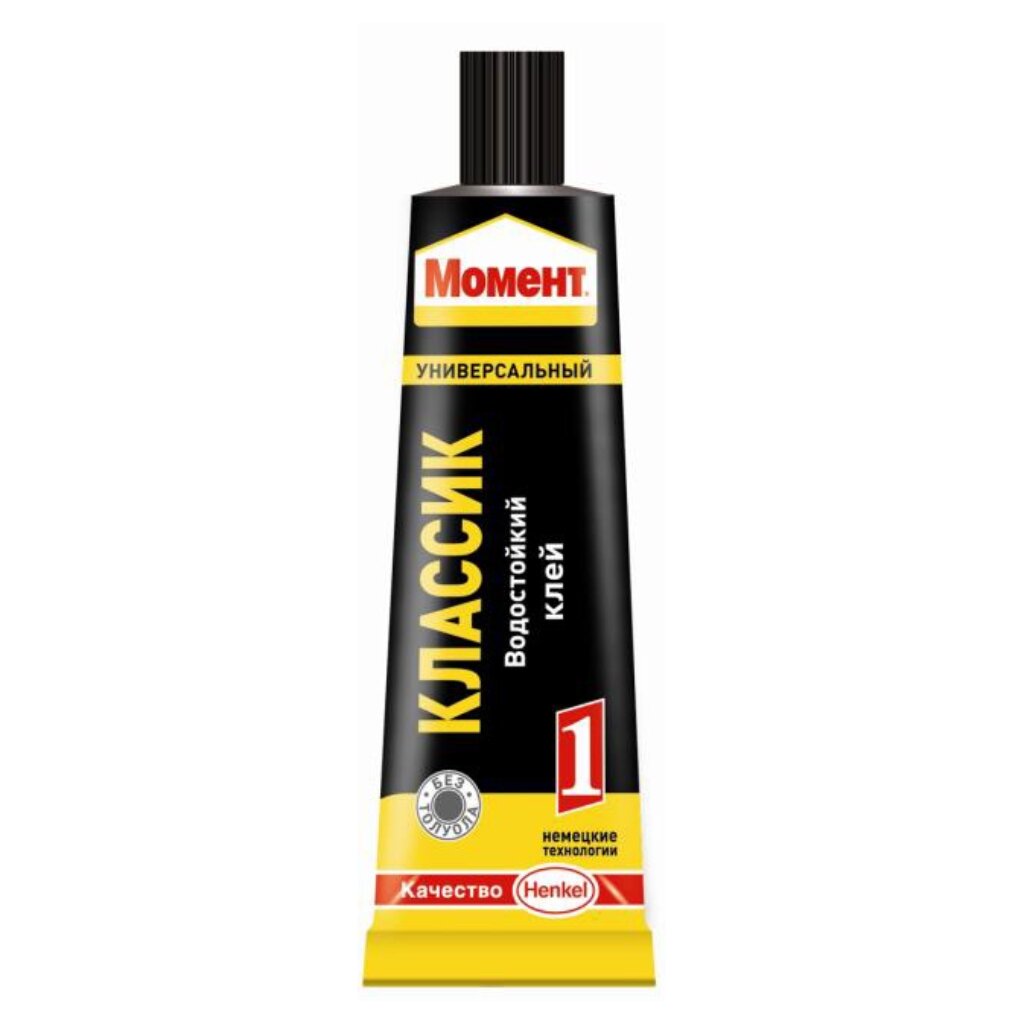 Момент®
УНИВЕРСАЛЬНЫЙ
КЛАССИК
Водостойкий
клей
1
БЕЗ
ТОЛУОЛА
немецкие
технологии
Качество Henkel